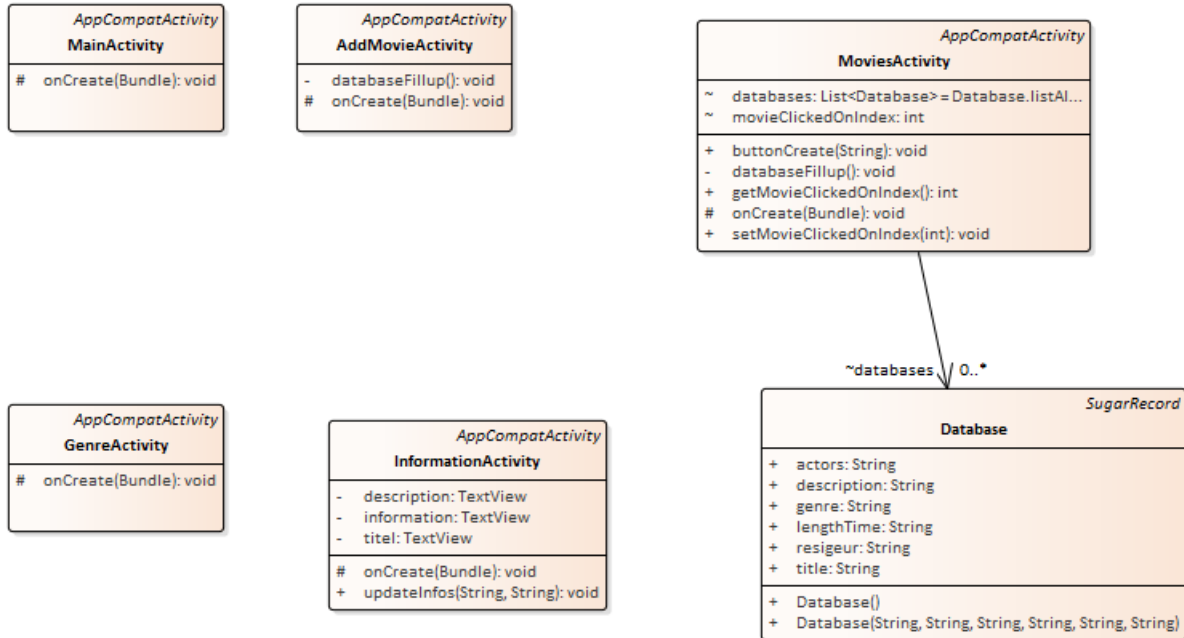 AppCompatActivity
MainActivity
# onCreate(Bundle): void
AppCompatActivity
AddMovieActivity
- databaseFillup(): void
# onCreate(Bundle): void
AppCompatActivity
MoviesActivity
~ databases: List<Database> = Database.listAl...
~ movieClickedOnIndex: int
+ buttonCreate(String): void
- databaseFillup(): void
+ getMovieClickedOnIndex(): int
# onCreate(Bundle): void
+ setMovieClickedOnIndex(int): void
~databases 0..*
AppCompatActivity
GenreActivity
# onCreate(Bundle): void
AppCompatActivity
InformationActivity
- description: TextView
- information: TextView
- titel: TextView
# onCreate(Bundle): void
+ updateInfos(String, String): void
SugarRecord
Database
+ actors: String
+ description: String
+ genre: String
+ lengthTime: String
+ resigeur: String
+ title: String
+ Database()
+ Database(String, String, String, String, String, String)